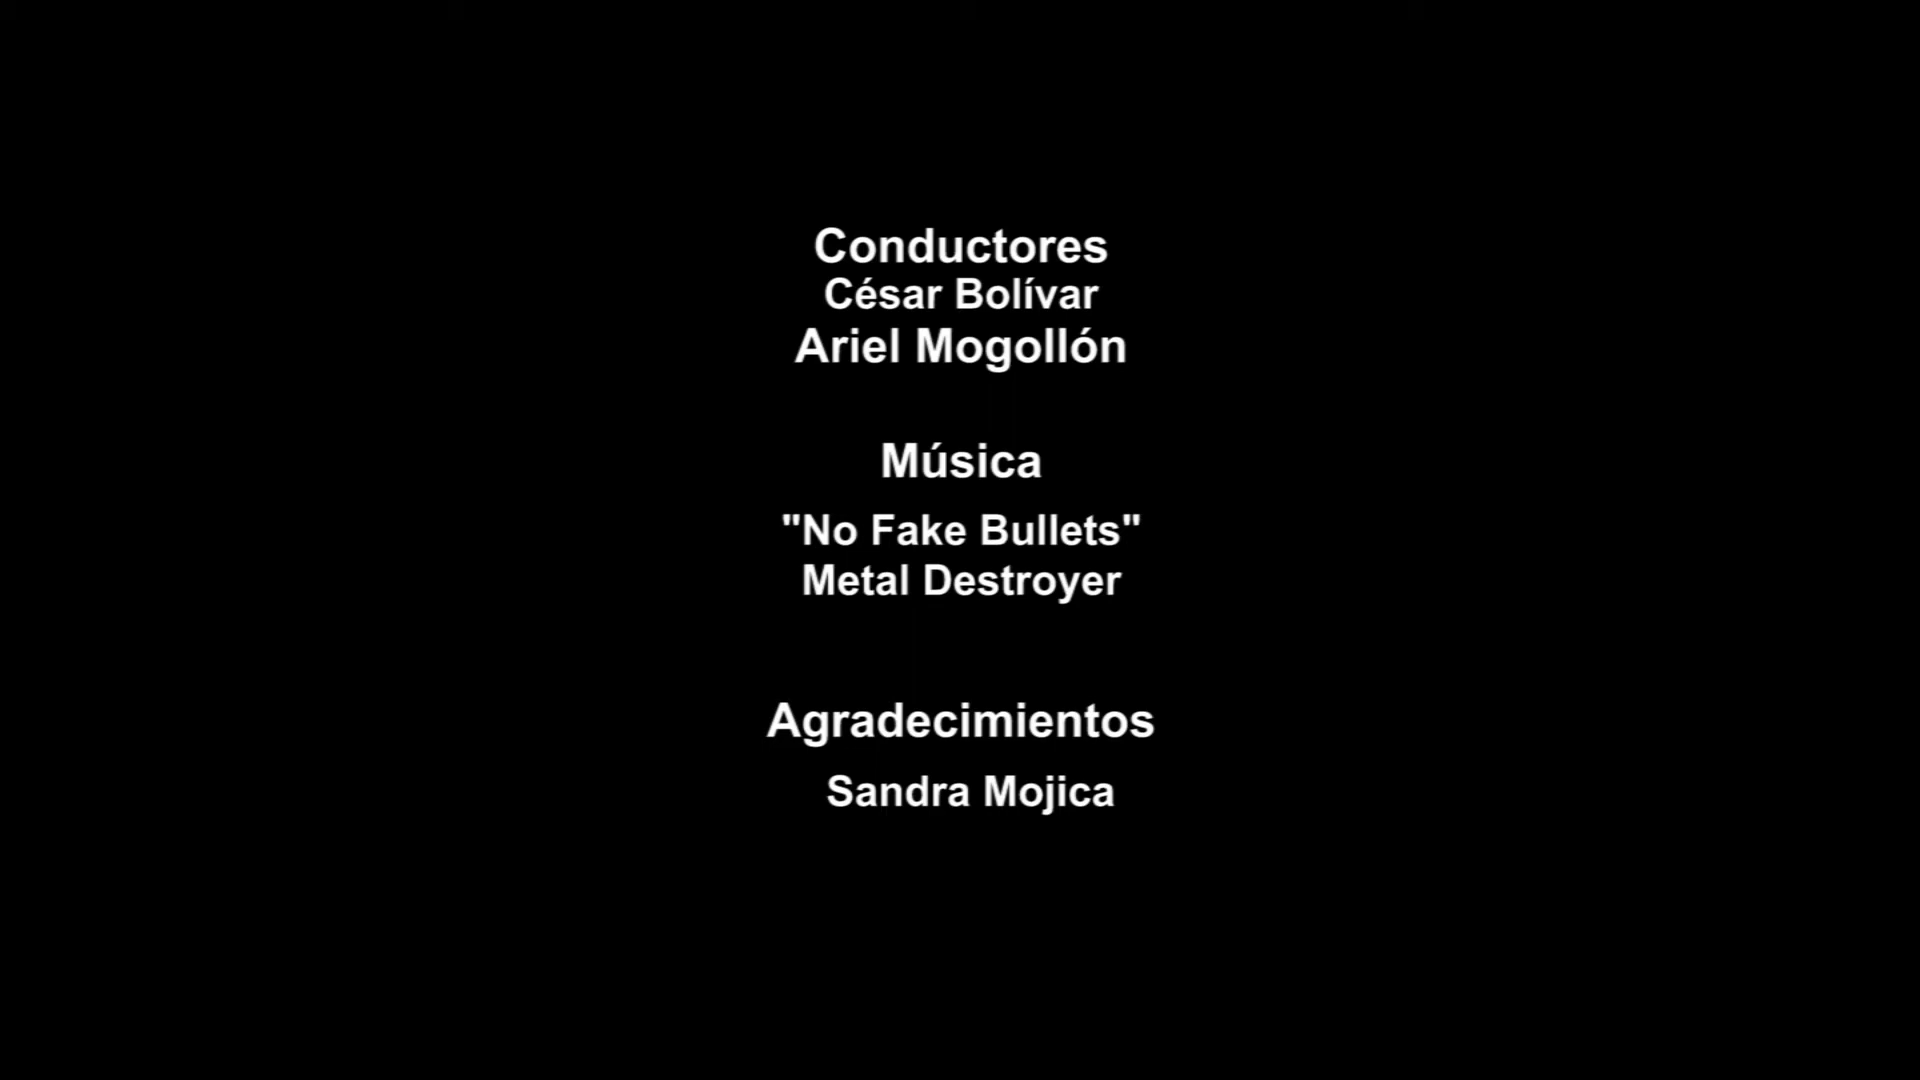 Conductores
César Bolívar
Ariel Mogollón
Música
"No Fake Bullets"
Metal Destroyer
Agradecimientos
Sandra Mojica